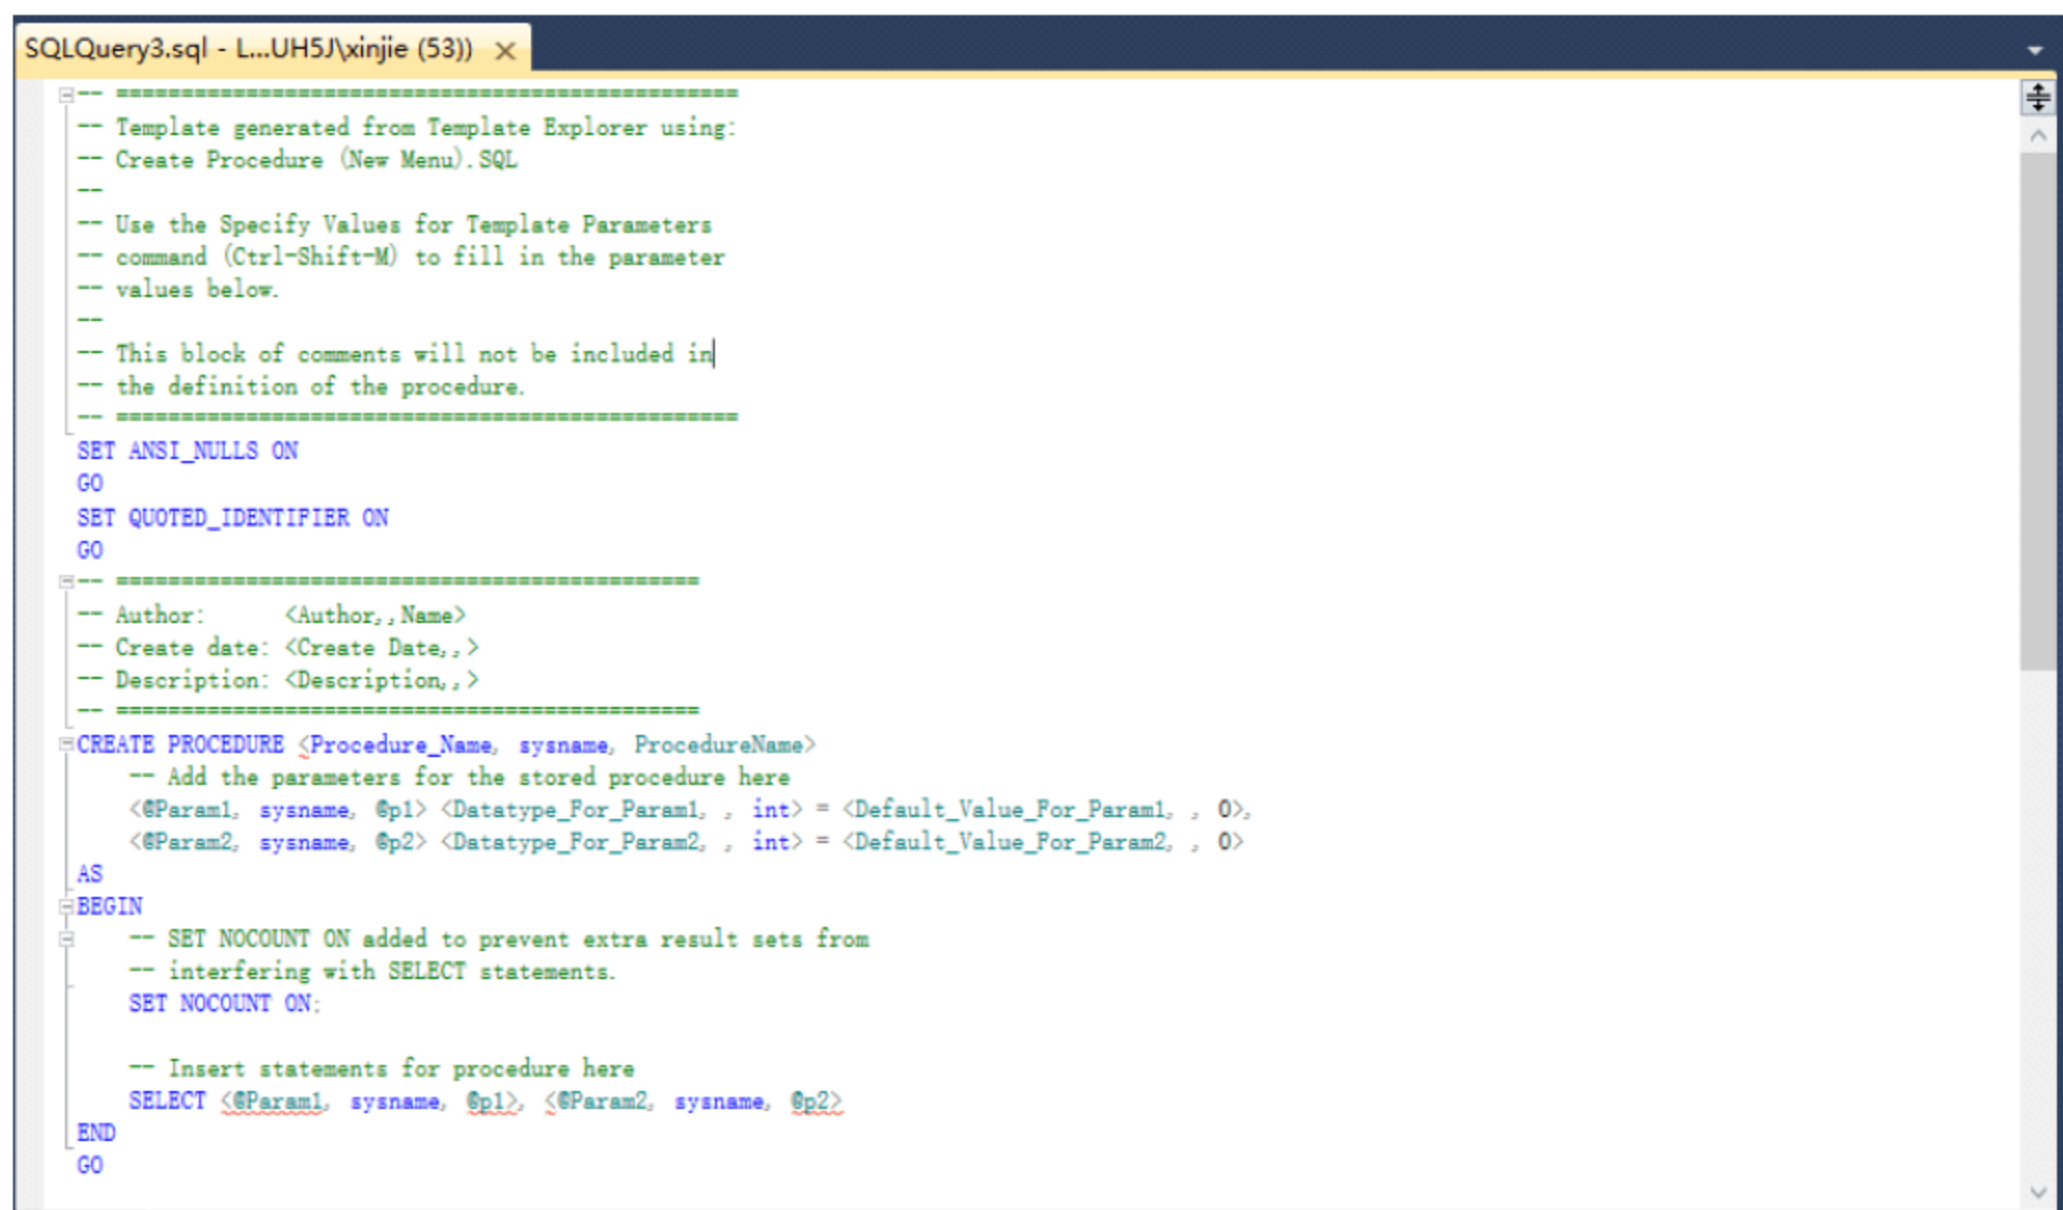 SQLQuery3.sql - L...UH5J\xinjie (53))
-- ================================================
-- Template generated from Template Explorer using:
-- Create Procedure (New Menu).SQL
--
-- Use the Specify Values for Template Parameters
-- command (Ctrl-Shift-M) to fill in the parameter
-- values below.
--
-- This block of comments will not be included in
-- the definition of the procedure.
-- ================================================
SET ANSI_NULLS ON
GO
SET QUOTED_IDENTIFIER ON
GO
-- =============================================
-- Author:      <Author,,Name>
-- Create date: <Create Date,,>
-- Description: <Description,,>
-- =============================================
CREATE PROCEDURE <Procedure_Name, sysname, ProcedureName>
    -- Add the parameters for the stored procedure here
    <@Param1, sysname, @p1> <Datatype_For_Param1, , int> = <Default_Value_For_Param1, , 0>,
    <@Param2, sysname, @p2> <Datatype_For_Param2, , int> = <Default_Value_For_Param2, , 0>
AS
BEGIN
    -- SET NOCOUNT ON added to prevent extra result sets from
    -- interfering with SELECT statements.
    SET NOCOUNT ON;
    -- Insert statements for procedure here
    SELECT <@Param1, sysname, @p1>, <@Param2, sysname, @p2>
END
GO